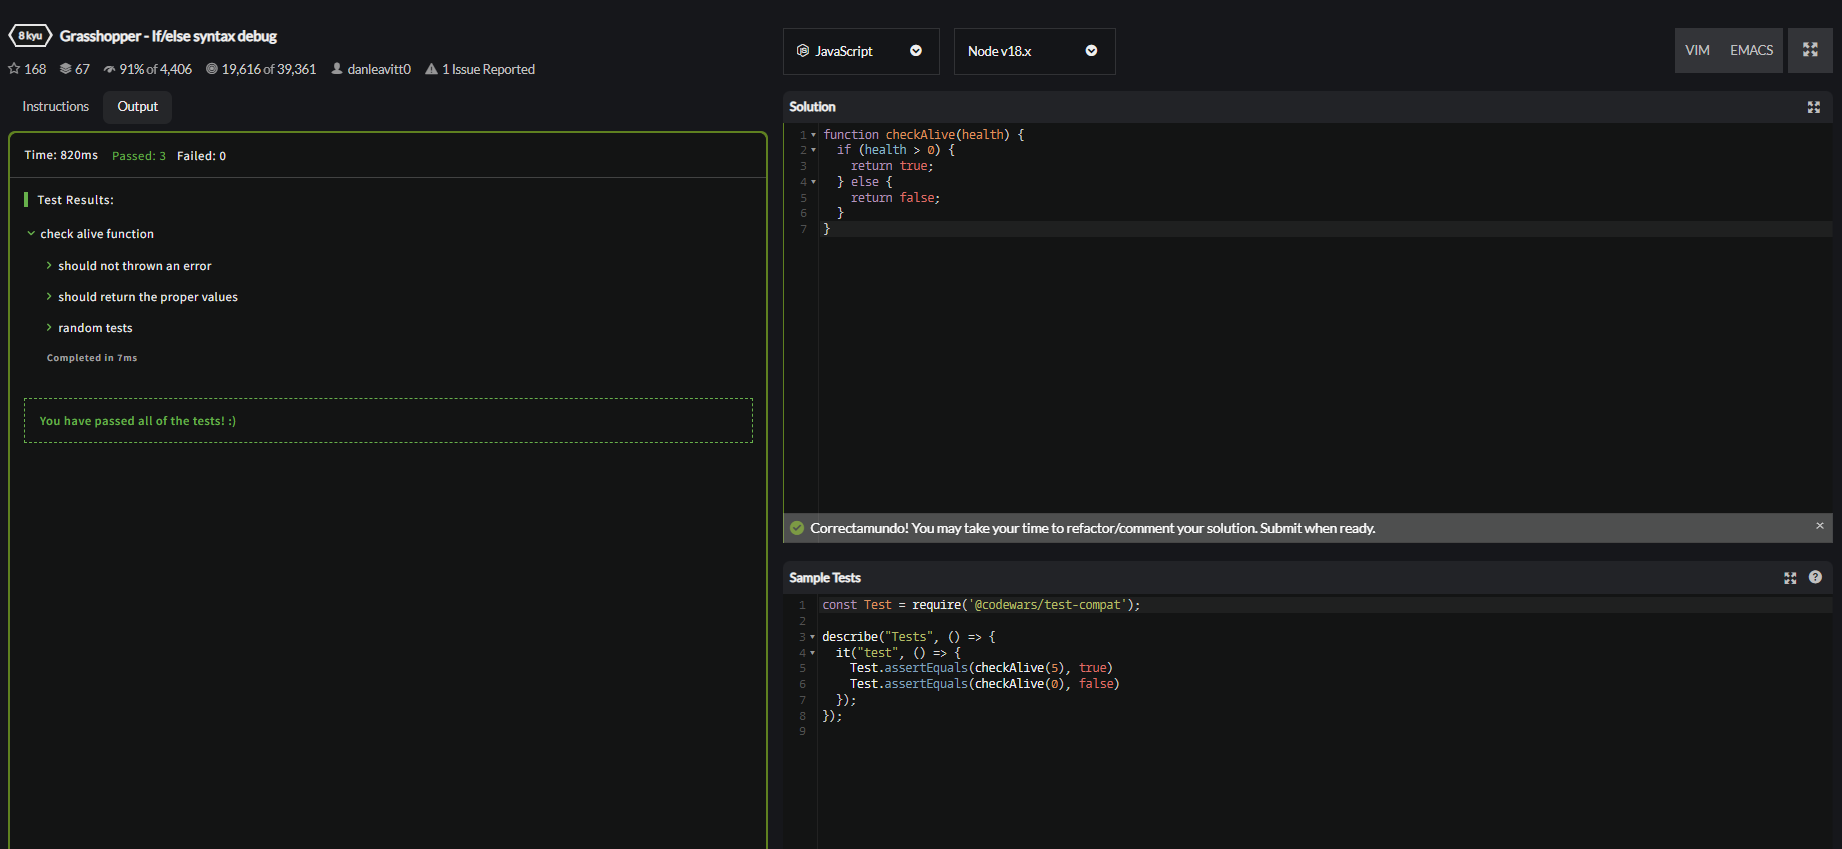 8 kyu Grasshopper - If/else syntax debug
168 67 91% of 4,406 19,616 of 39,361 danleavitt0 1 Issue Reported
Instructions Output
Time: 820ms Passed: 3 Failed: 0
Test Results:
check alive function
should not thrown an error
should return the proper values
random tests
Completed in 7ms
You have passed all of the tests! :)
JavaScript Node v18.x VIM EMACS
Solution
1 function checkAlive(health) {
2   if (health > 0) {
3     return true;
4   } else {
5     return false;
6   }
7 }
Correctamundo! You may take your time to refactor/comment your solution. Submit when ready. ×
Sample Tests ?
1 const Test = require('@codewars/test-compat');
2
3 describe("Tests", () => {
4   it("test", () => {
5     Test.assertEquals(checkAlive(5), true)
6     Test.assertEquals(checkAlive(0), false)
7   });
8 });
9